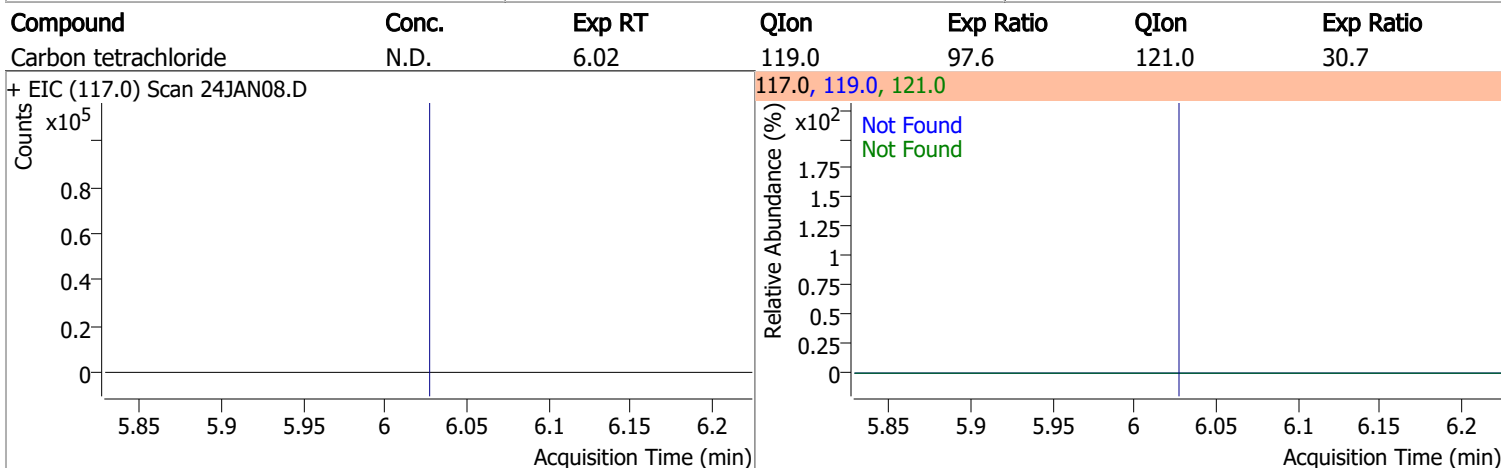 Compound Conc. Exp RT QIon Exp Ratio QIon Exp Ratio
Carbon tetrachloride N.D. 6.02 119.0 97.6 121.0 30.7
+ EIC (117.0) Scan 24JAN08.D
Counts
x10^5
0.8
0.6
0.4
0.2
0
5.85 5.9 5.95 6 6.05 6.1 6.15 6.2
Acquisition Time (min)
117.0, 119.0, 121.0
Relative Abundance (%)
x10^2
Not Found
Not Found
1.75
1.5
1.25
1
0.75
0.5
0.25
0
5.85 5.9 5.95 6 6.05 6.1 6.15 6.2
Acquisition Time (min)